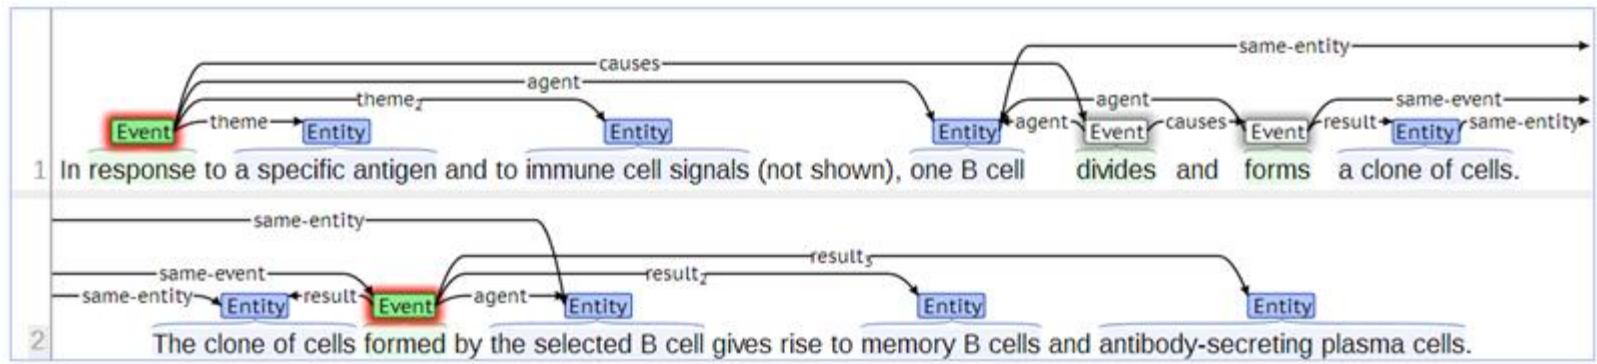 same-entity
causes
agent
theme2 agent same-event
Event theme Entity Entity Entity agent Event causes Event result Entity same-entity
1 In response to a specific antigen and to immune cell signals (not shown), one B cell divides and forms a clone of cells.
same-entity
result3
same-event result2
same-entity Entity result Event agent Entity Entity Entity
2 The clone of cells formed by the selected B cell gives rise to memory B cells and antibody-secreting plasma cells.